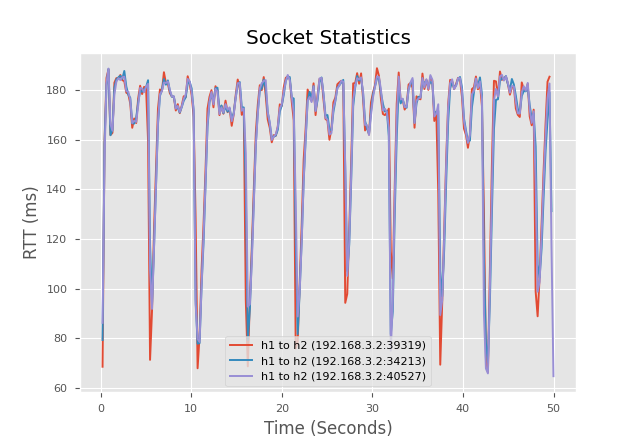 Socket Statistics
RTT (ms)
180
160
140
120
100
80
60
h1 to h2 (192.168.3.2:39319)
h1 to h2 (192.168.3.2:34213)
h1 to h2 (192.168.3.2:40527)
0 10 20 30 40 50
Time (Seconds)